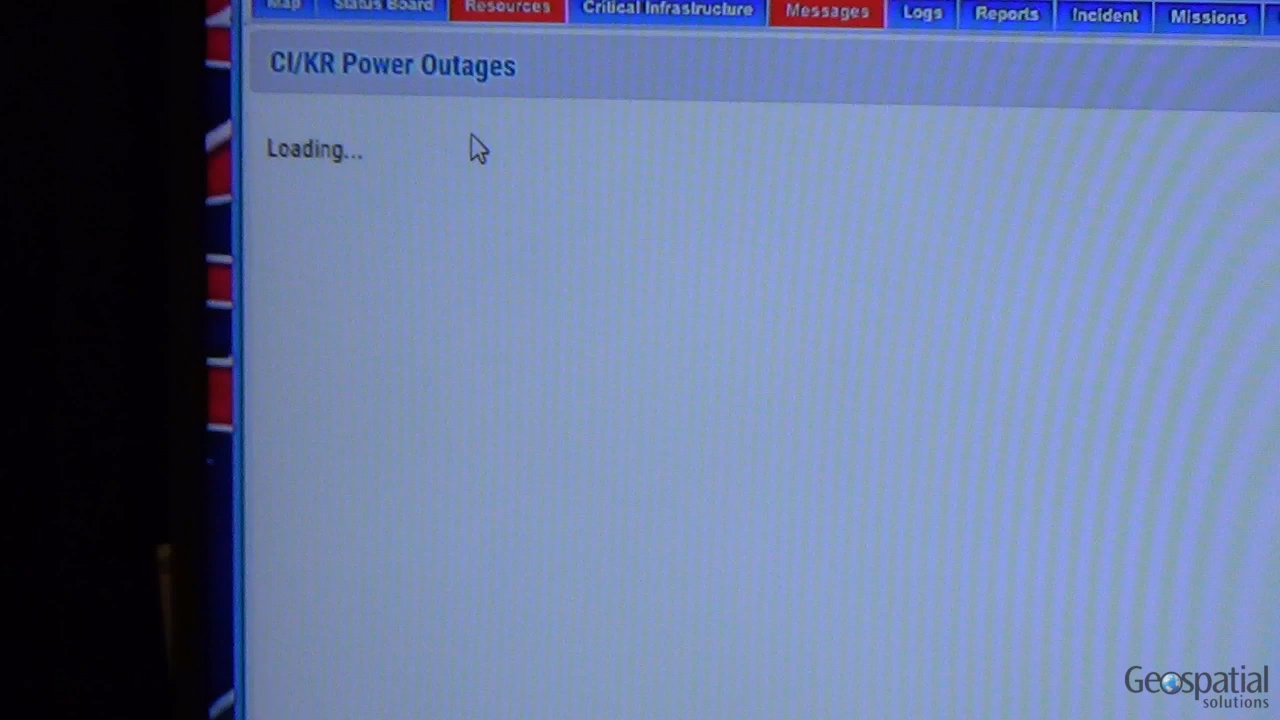 Map Status Board Resources Critical Infrastructure Messages Logs Reports Incident Missions
CI/KR Power Outages
Loading...
Geospatial
solutions